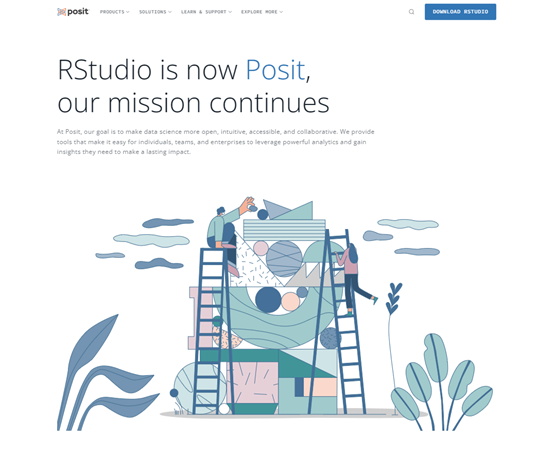 posit
PRODUCTS
SOLUTIONS
LEARN & SUPPORT
EXPLORE MORE
DOWNLOAD RSTUDIO
RStudio is now Posit,
our mission continues
At Posit, our goal is to make data science more open, intuitive, accessible, and collaborative. We provide
tools that make it easy for individuals, teams, and enterprises to leverage powerful analytics and gain
insights they need to make a lasting impact.